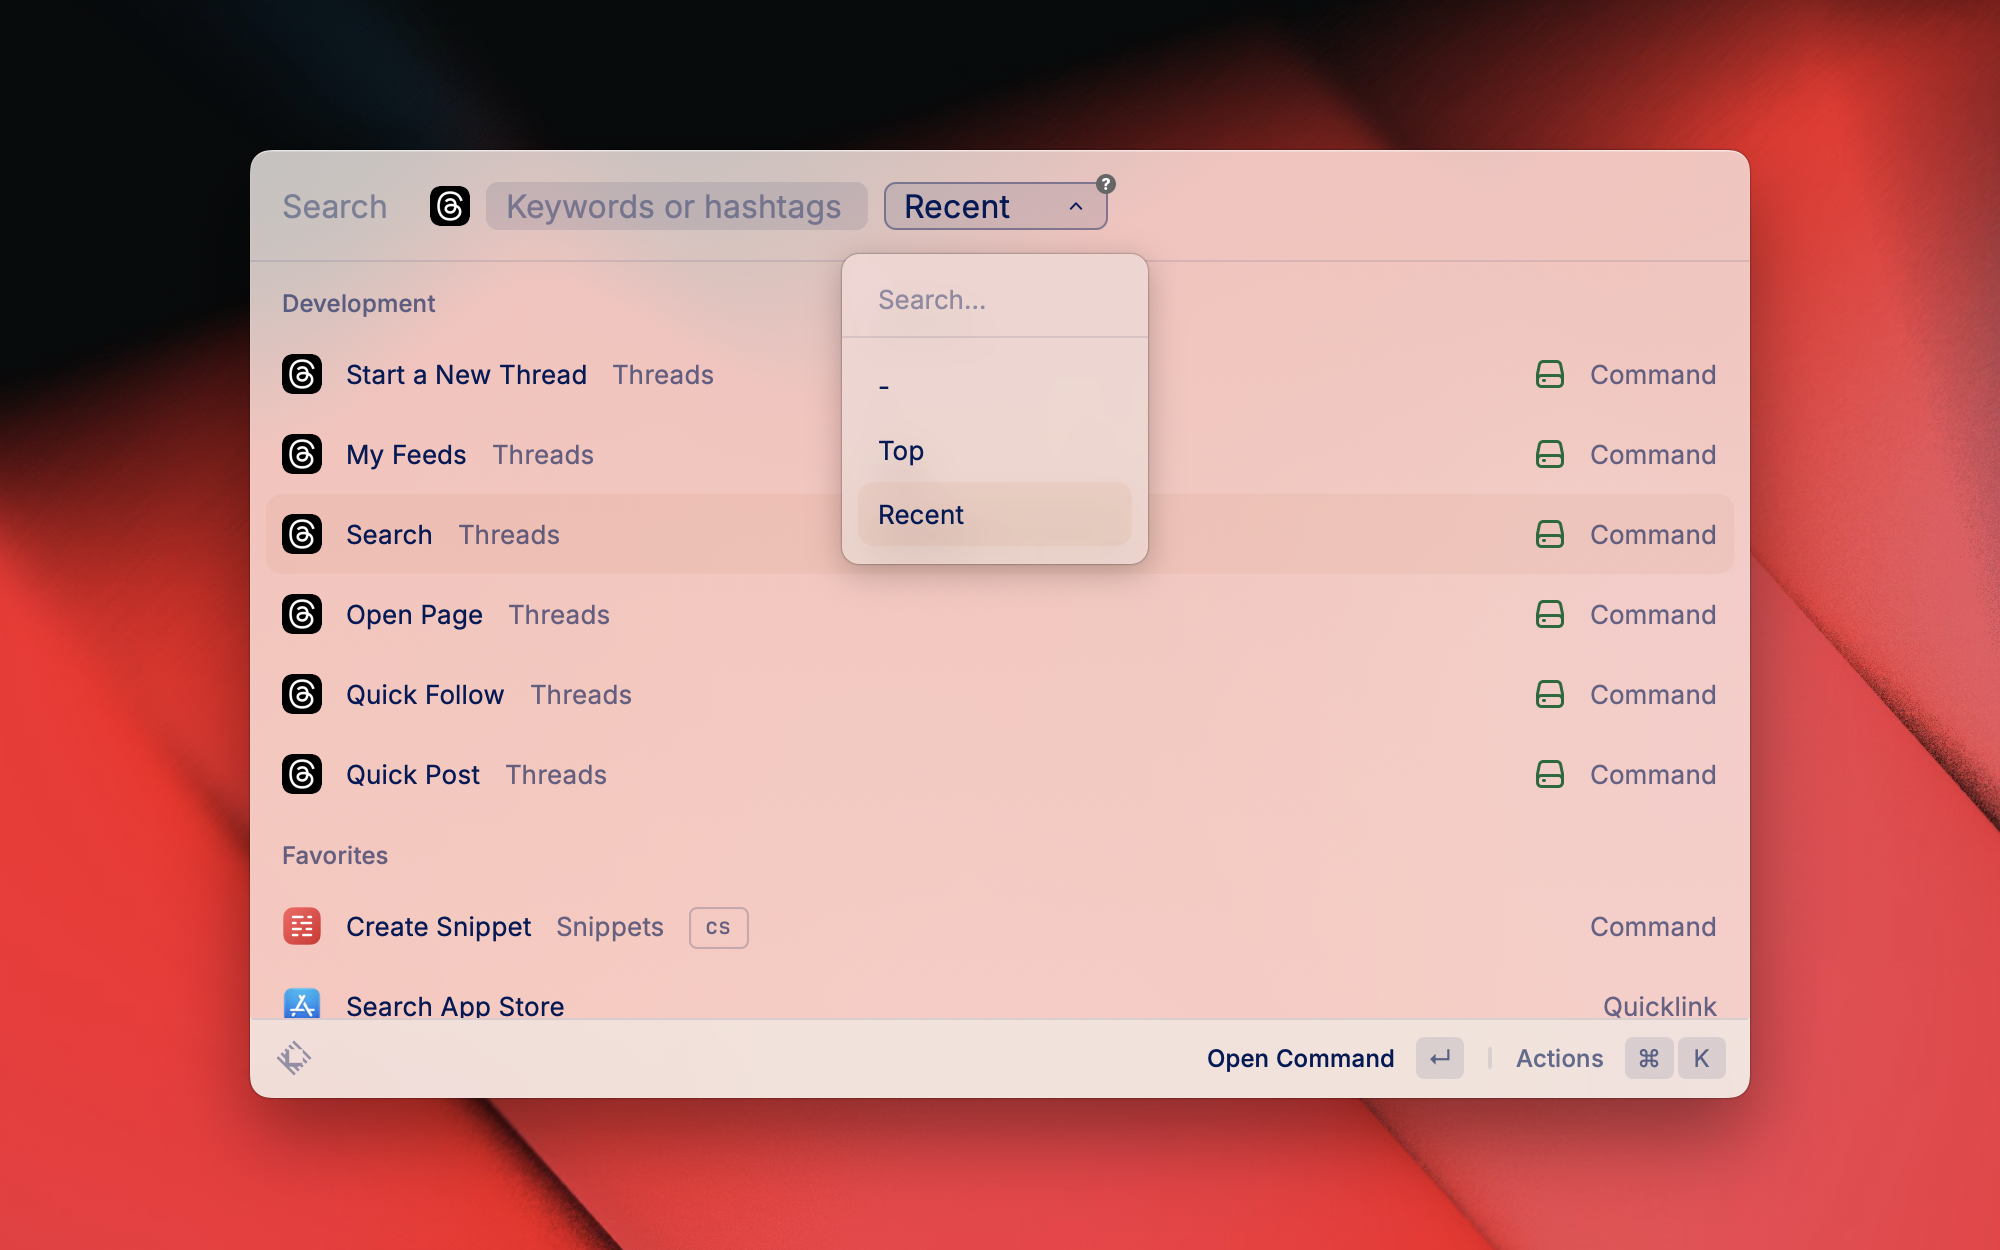 Search Keywords or hashtags Recent ?
Search...
-
Top
Recent
Development
Start a New Thread Threads Command
My Feeds Threads Command
Search Threads Command
Open Page Threads Command
Quick Follow Threads Command
Quick Post Threads Command
Favorites
Create Snippet Snippets cs Command
Search App Store Quicklink
Open Command ↵ Actions ⌘ K